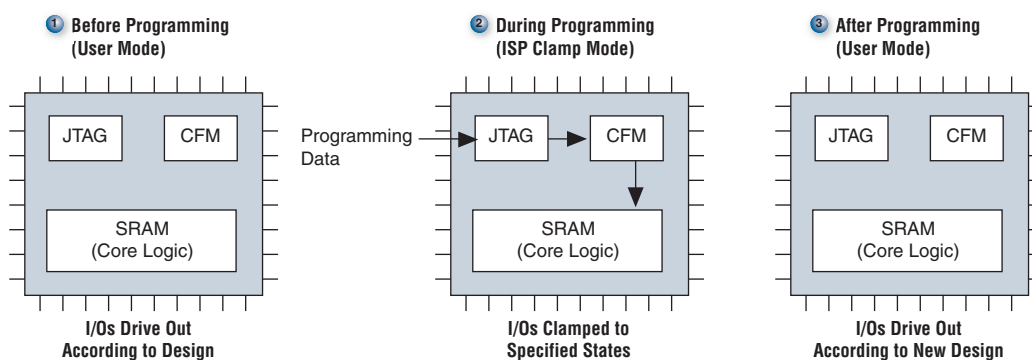 1 Before Programming
(User Mode)
JTAG
CFM
SRAM
(Core Logic)
I/Os Drive Out
According to Design
2 During Programming
(ISP Clamp Mode)
Programming
Data
JTAG
CFM
SRAM
(Core Logic)
I/Os Clamped to
Specified States
3 After Programming
(User Mode)
JTAG
CFM
SRAM
(Core Logic)
I/Os Drive Out
According to New Design